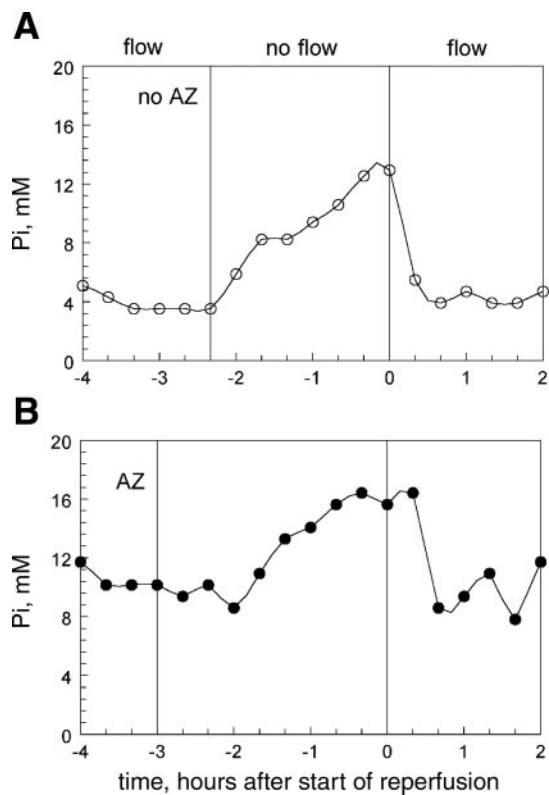 A
flow no flow flow
20
no AZ
16
12
8
4
0
Pi, mM
-4 -3 -2 -1 0 1 2
B
20
AZ
16
12
8
4
0
Pi, mM
-4 -3 -2 -1 0 1 2
time, hours after start of reperfusion